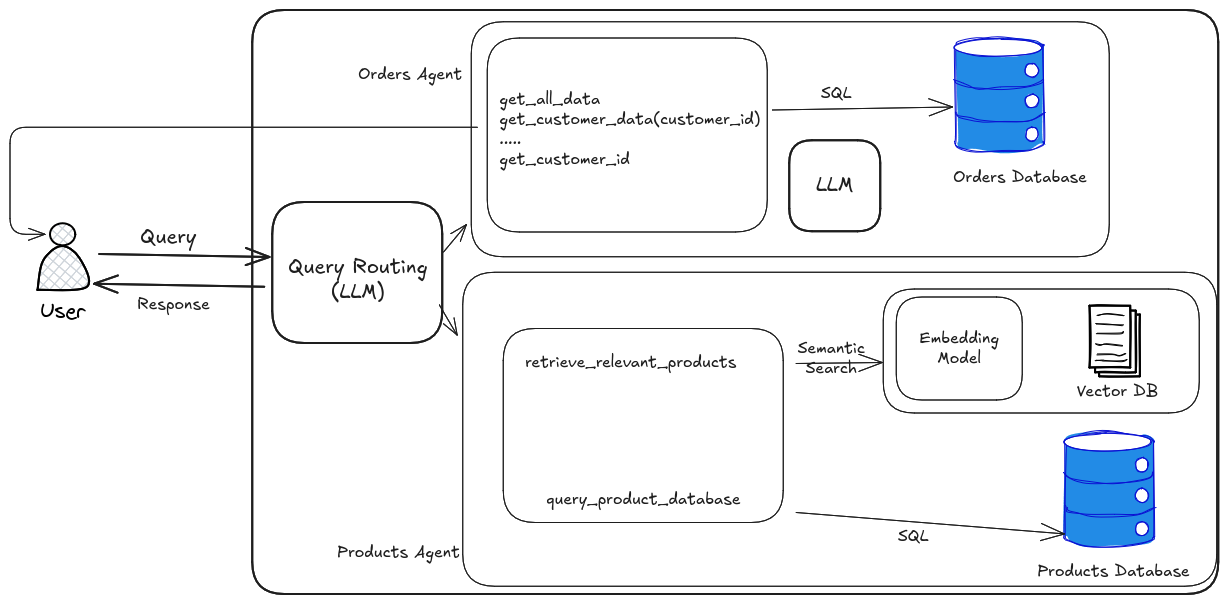 Orders Agent
get_all_data
get_customer_data(customer_id)
.....
get_customer_id
SQL
LLM
Orders Database
Query
Response
User
Query Routing
(LLM)
retrieve_relevant_products
query_product_database
Semantic
Search
Embedding
Model
Vector DB
SQL
Products Agent
Products Database